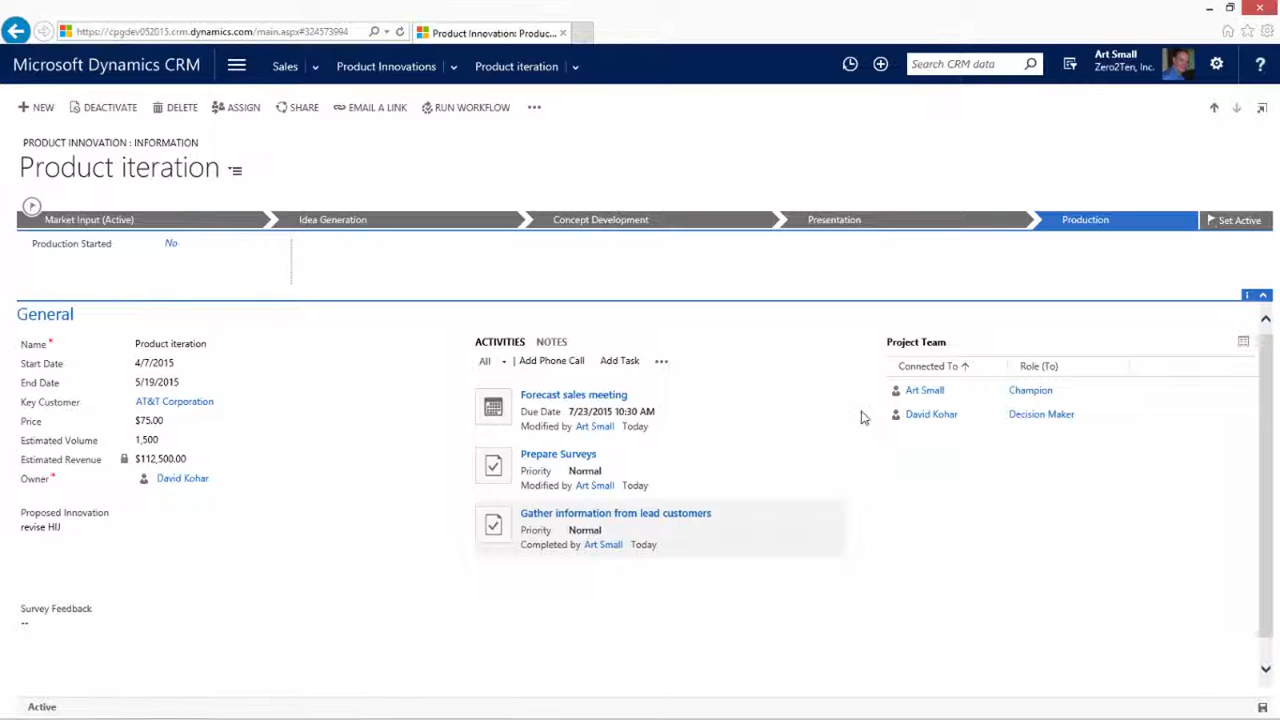 https://cpgdev052015.crm.dynamics.com/main.aspx#324573994
Product Innovation: Produc...
Microsoft Dynamics CRM
Sales
Product Innovations
Product iteration
Search CRM data
Art Small
Zero2Ten, Inc.
?
NEW
DEACTIVATE
DELETE
ASSIGN
SHARE
EMAIL A LINK
RUN WORKFLOW
...
PRODUCT INNOVATION : INFORMATION
Product iteration
Market Input (Active)
Idea Generation
Concept Development
Presentation
Production
Set Active
Production Started No
General
Name * Product iteration
Start Date 4/7/2015
End Date 5/19/2015
Key Customer AT&T Corporation
Price $75.00
Estimated Volume 1,500
Estimated Revenue $112,500.00
Owner * David Kohar
Proposed Innovation
revise HIJ
Survey Feedback
--
ACTIVITIES NOTES
All | Add Phone Call Add Task ...
Forecast sales meeting
Due Date 7/23/2015 10:30 AM
Modified by Art Small Today
Prepare Surveys
Priority Normal
Modified by Art Small Today
Gather information from lead customers
Priority Normal
Completed by Art Small Today
Project Team
Connected To Role (To)
Art Small Champion
David Kohar Decision Maker
Active